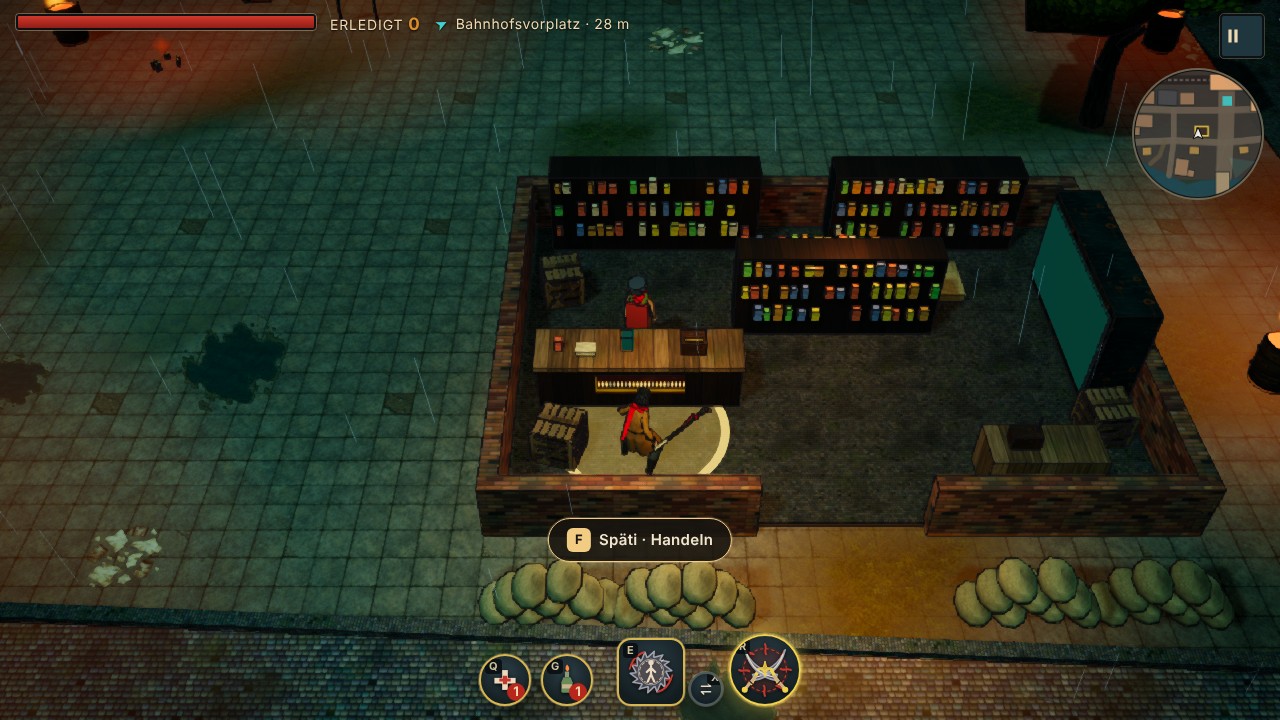 ERLEDIGT 0
Bahnhofsvorplatz · 28 m
F Späti · Handeln
Q 1
G 1
E
X
R